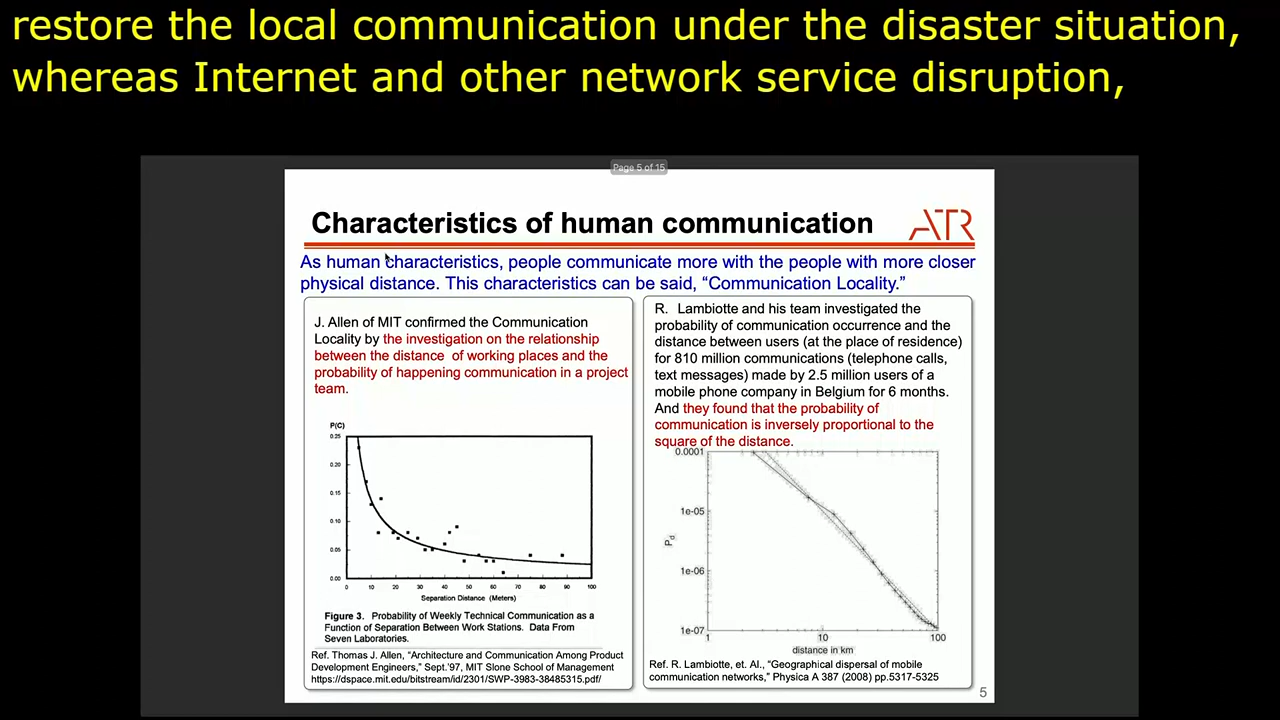 restore the local communication under the disaster situation,
whereas Internet and other network service disruption,
Page 5 of 15
Characteristics of human communication
ATR
As human characteristics, people communicate more with the people with more closer
physical distance. This characteristics can be said, “Communication Locality.”
J. Allen of MIT confirmed the Communication
Locality by the investigation on the relationship
between the distance of working places and the
probability of happening communication in a project
team.
P(C)
0.25
0.20
0.15
0.10
0.05
0.00
0 10 20 30 40 50 60 70 80 90 100
Separation Distance (Meters)
Figure 3. Probability of Weekly Technical Communication as a
Function of Separation Between Work Stations. Data From
Seven Laboratories.
Ref. Thomas J. Allen, “Architecture and Communication Among Product
Development Engineers,” Sept.'97, MIT Slone School of Management
https://dspace.mit.edu/bitstream/id/2301/SWP-3983-38485315.pdf/
R. Lambiotte and his team investigated the
probability of communication occurrence and the
distance between users (at the place of residence)
for 810 million communications (telephone calls,
text messages) made by 2.5 million users of a
mobile phone company in Belgium for 6 months.
And they found that the probability of
communication is inversely proportional to the
square of the distance.
0.0001
1e-05
Pd
1e-06
1e-07
1 10 100
distance in km
Ref. R. Lambiotte, et. Al., “Geographical dispersal of mobile
communication networks,” Physica A 387 (2008) pp.5317-5325
5